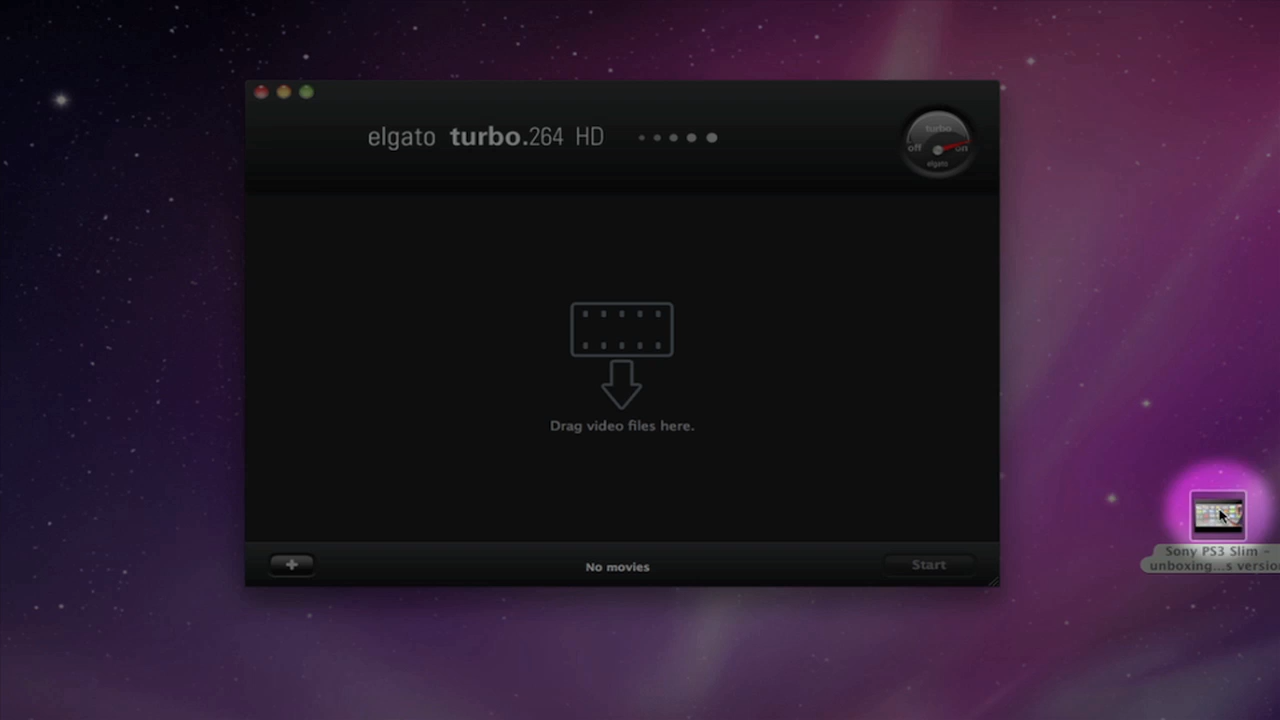 elgato turbo.264 HD
turbo
off on
elgato
Drag video files here.
+
No movies
Start
Sony PS3 Slim -
unboxing...s versio